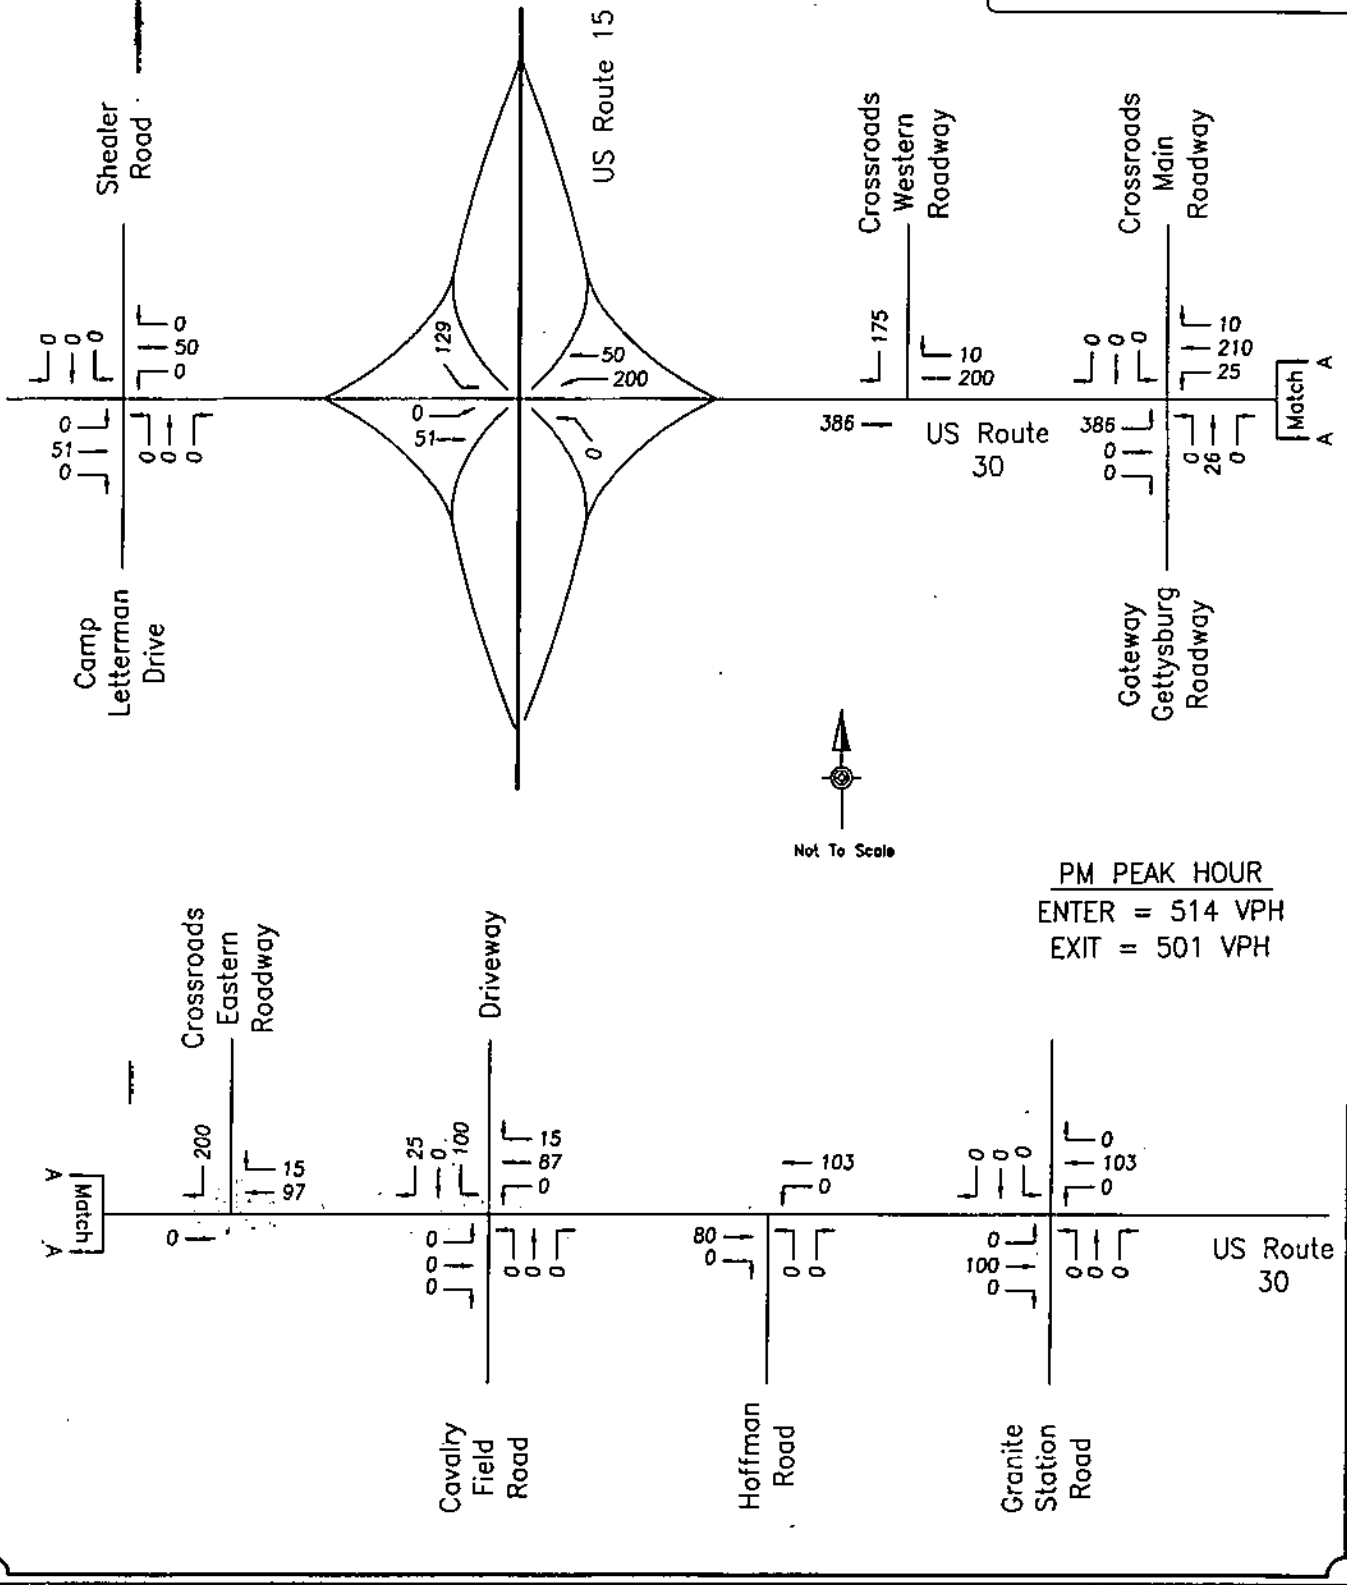 Shealer
Road
US Route 15
Crossroads
Western
Roadway
Crossroads
Main
Roadway
0
0
0
0
50
0
0
51
0
0
0
0
129
50
200
0
51
0
175
10
200
386
US Route
30
0
0
0
10
210
25
386
0
0
0
26
0
Match
A
A
Camp
Letterman
Drive
Gateway
Gettysburg
Roadway
Not To Scale
PM PEAK HOUR
ENTER = 514 VPH
EXIT = 501 VPH
Crossroads
Eastern
Roadway
Driveway
A
Match
A
200
15
97
0
25
0
100
15
87
0
0
0
0
0
0
0
103
0
80
0
0
0
0
0
0
0
103
0
0
100
0
0
0
0
US Route
30
Cavalry
Field
Road
Hoffman
Road
Granite
Station
Road